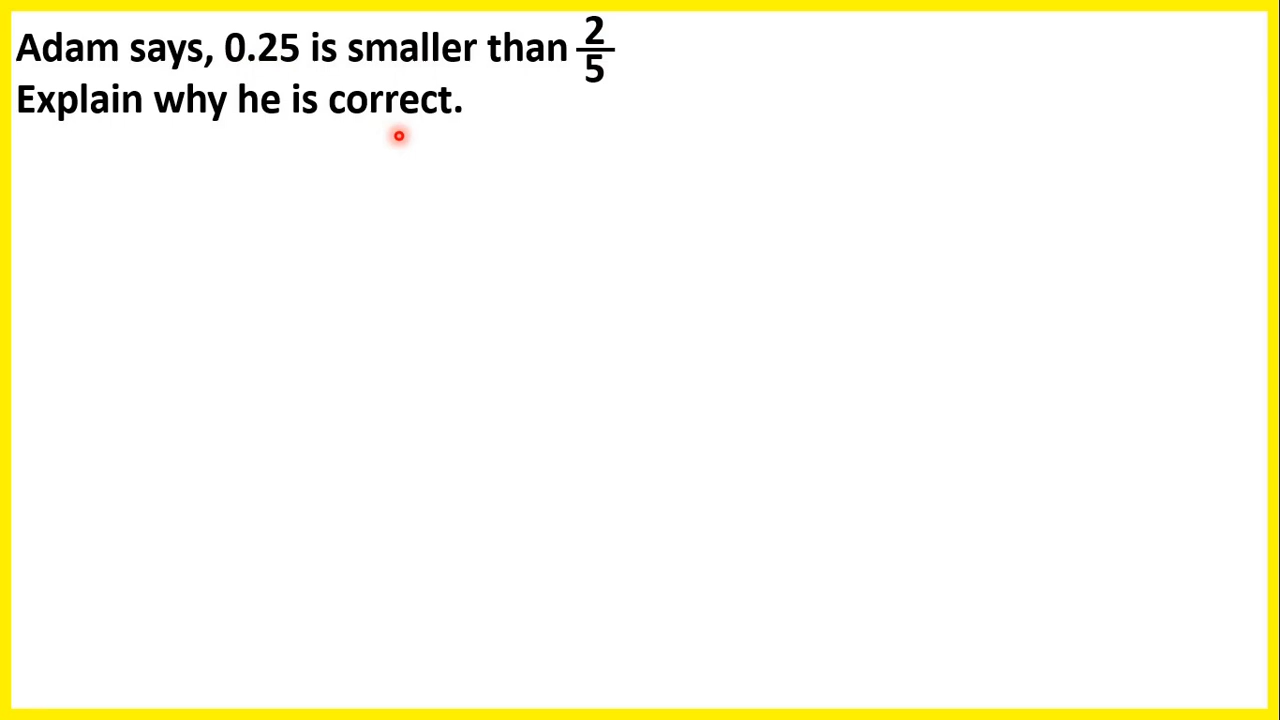 Adam says, 0.25 is smaller than 2/5
Explain why he is correct.